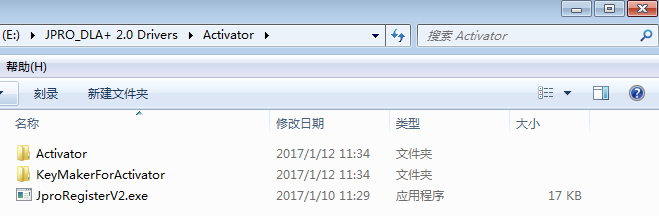 (E:) ▸ JPRO_DLA+ 2.0 Drivers ▸ Activator ▸ 搜索 Activator
帮助(H)
刻录 新建文件夹
名称 修改日期 类型 大小
Activator 2017/1/12 11:34 文件夹
KeyMakerForActivator 2017/1/12 11:34 文件夹
JproRegisterV2.exe 2017/1/10 11:29 应用程序 17 KB